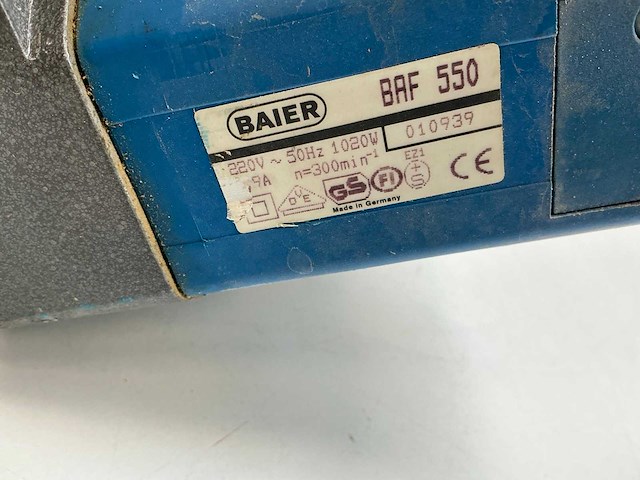 BAIER
BAF 550
220V ~ 50Hz 1020W
010939
9A n=300min-1
VDE
GS
FI
EZ1
+S
CE
Made in Germany